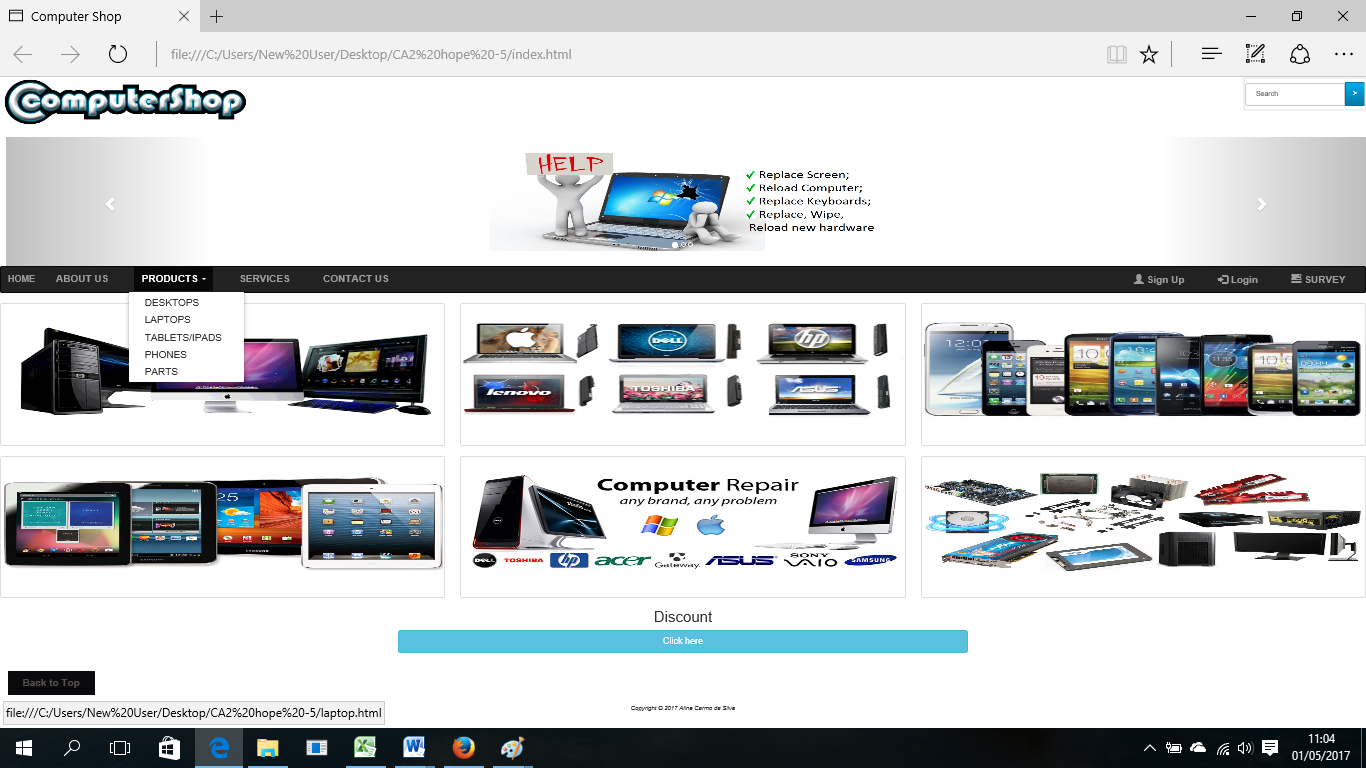 Computer Shop
file:///C:/Users/New%20User/Desktop/CA2%20hope%20-5/index.html
ComputerShop
Search
>
HELP
Replace Screen;
Reload Computer;
Replace Keyboards;
Replace, Wipe,
Reload new hardware
HOME ABOUT US PRODUCTS SERVICES CONTACT US Sign Up Login SURVEY
DESKTOPS
LAPTOPS
TABLETS/IPADS
PHONES
PARTS
DELL hp
lenovo TOSHIBA ASUS
12:00
25
Computer Repair
any brand, any problem
DELL TOSHIBA hp acer Gateway ASUS SONY VAIO SAMSUNG
Discount
Click here
Back to Top
file:///C:/Users/New%20User/Desktop/CA2%20hope%20-5/laptop.html
Copyright © 2017 Aline Carmo da Silva
11:04
01/05/2017